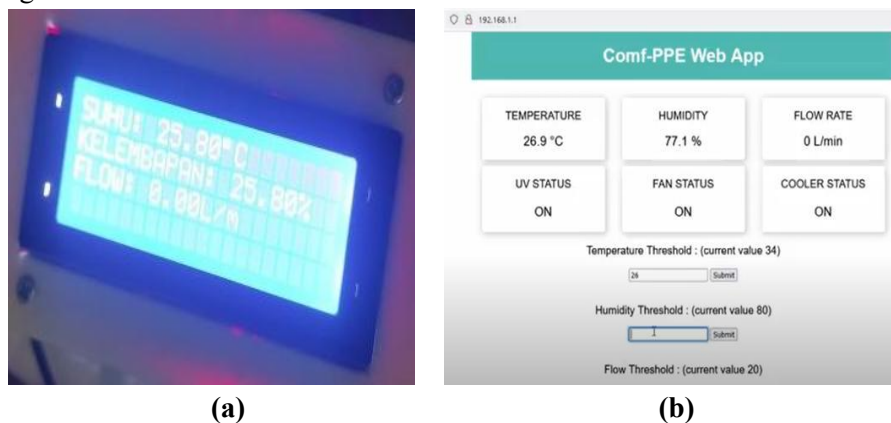 SUHU: 25.80°C
KELEMBAPAN: 25.80%
FLOW: 0.00L/m
(a)
192.168.1.1
Comf-PPE Web App
TEMPERATURE
26.9 °C
HUMIDITY
77.1 %
FLOW RATE
0 L/min
UV STATUS
ON
FAN STATUS
ON
COOLER STATUS
ON
Temperature Threshold : (current value 34)
26 Submit
Humidity Threshold : (current value 80)
Submit
Flow Threshold : (current value 20)
(b)